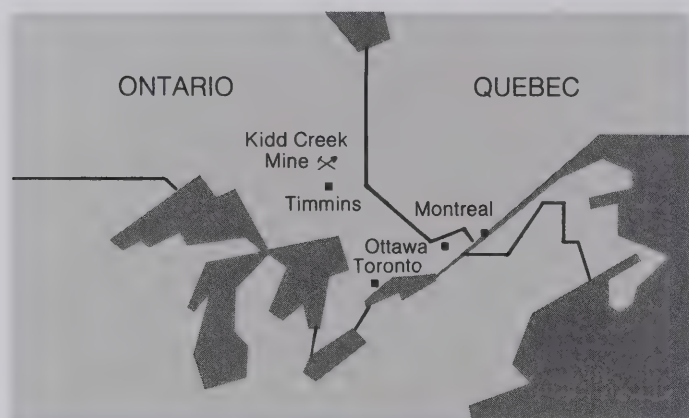 ONTARIO
QUEBEC
Kidd Creek
Mine
Timmins
Montreal
Ottawa
Toronto